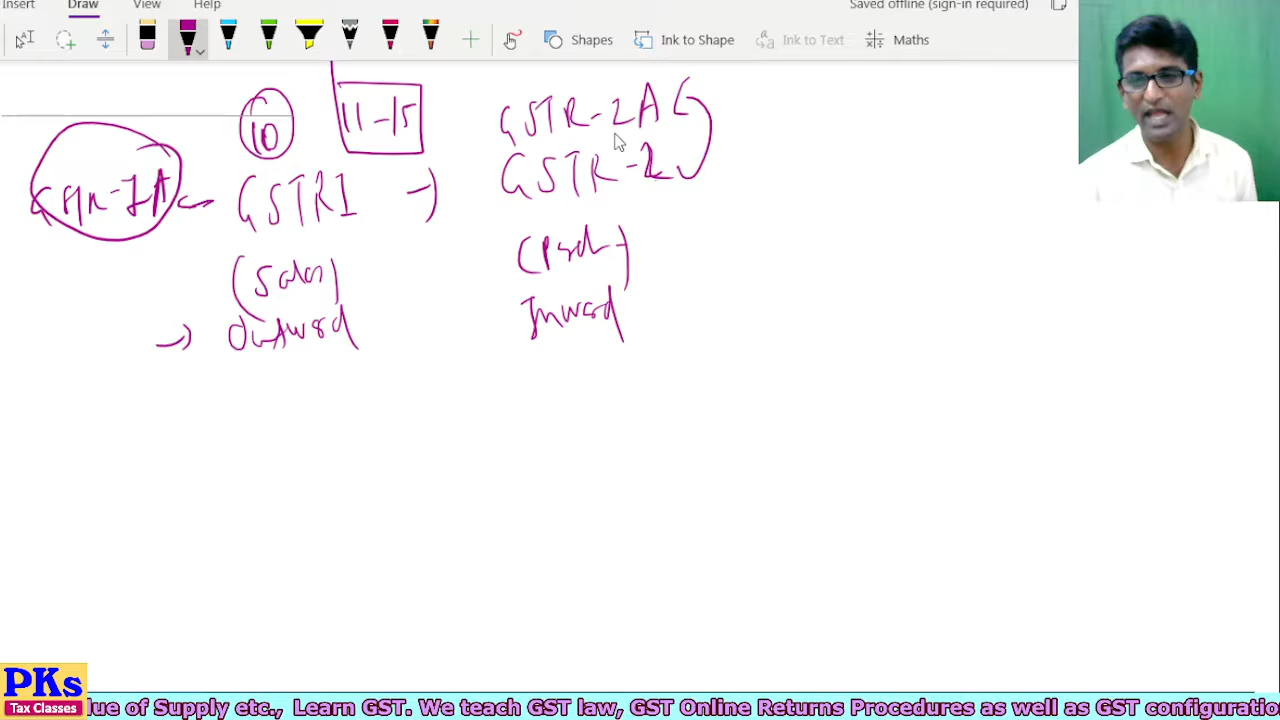 Insert Draw View Help Saved offline (sign-in required)
Shapes Ink to Shape Ink to Text Maths
10 11-15 GSTR-2A
GSTR-2
GSTR-1A GSTR1
(Sales)
Outward
Inward
PKs
Tax Classes
lue of Supply etc., Learn GST. We teach GST law, GST Online Returns Procedures as well as GST configuratio